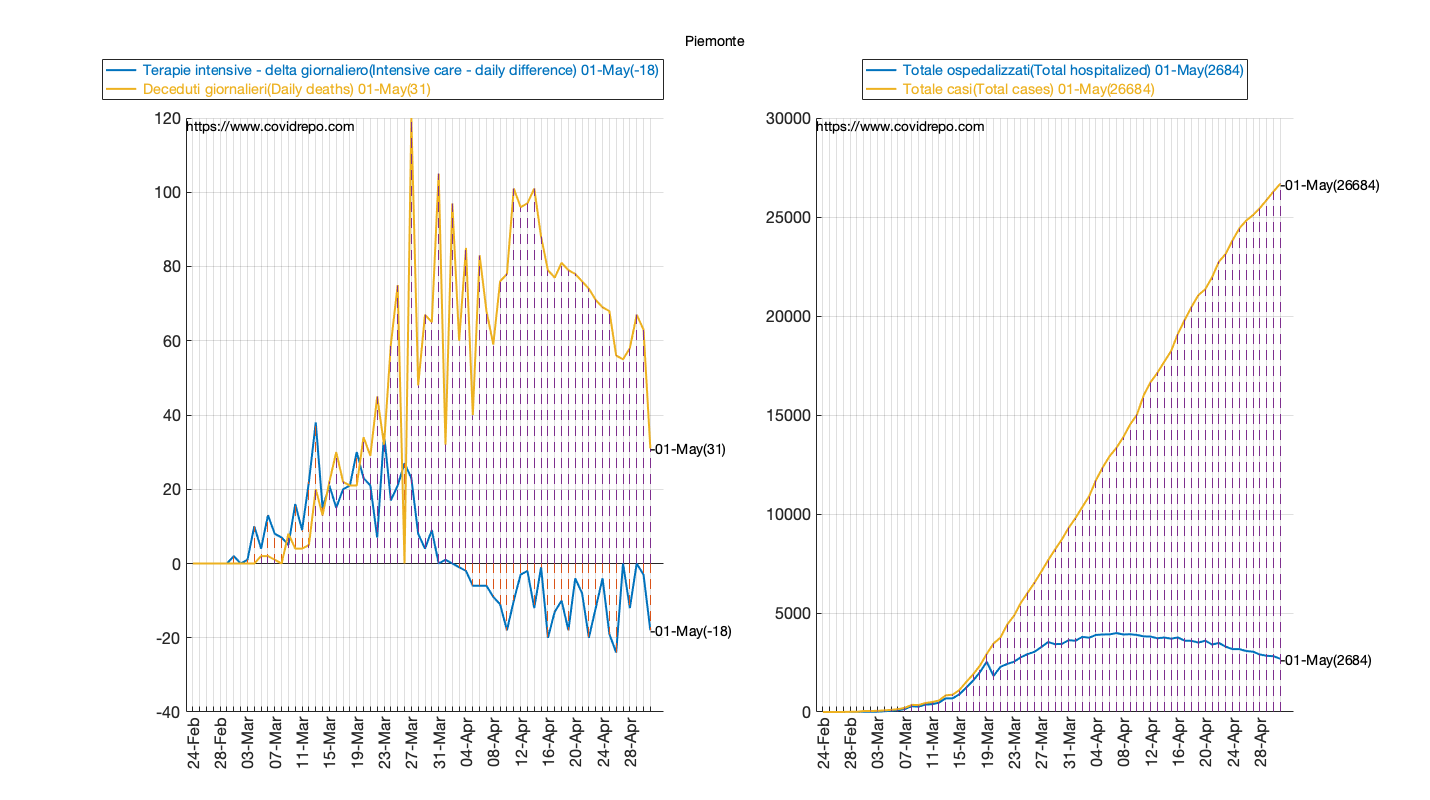 Piemonte
Terapie intensive - delta giornaliero(Intensive care - daily difference) 01-May(-18)
Deceduti giornalieri(Daily deaths) 01-May(31)
https://www.covidrepo.com
120
100
80
60
40
20
0
-20
-40
01-May(31)
01-May(-18)
24-Feb
28-Feb
03-Mar
07-Mar
11-Mar
15-Mar
19-Mar
23-Mar
27-Mar
31-Mar
04-Apr
08-Apr
12-Apr
16-Apr
20-Apr
24-Apr
28-Apr
Totale ospedalizzati(Total hospitalized) 01-May(2684)
Totale casi(Total cases) 01-May(26684)
https://www.covidrepo.com
30000
25000
20000
15000
10000
5000
0
01-May(26684)
01-May(2684)
24-Feb
28-Feb
03-Mar
07-Mar
11-Mar
15-Mar
19-Mar
23-Mar
27-Mar
31-Mar
04-Apr
08-Apr
12-Apr
16-Apr
20-Apr
24-Apr
28-Apr